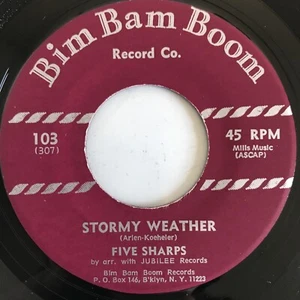 Bim Bam Boom
Record Co.
103
(307)
45 RPM
Mills Music
(ASCAP)
STORMY WEATHER
(Arlen-Koeheler)
FIVE SHARPS
by arr. with JUBILEE Records
Bim Bam Boom Records
P. O. Box 146, B'klyn, N. Y. 11223